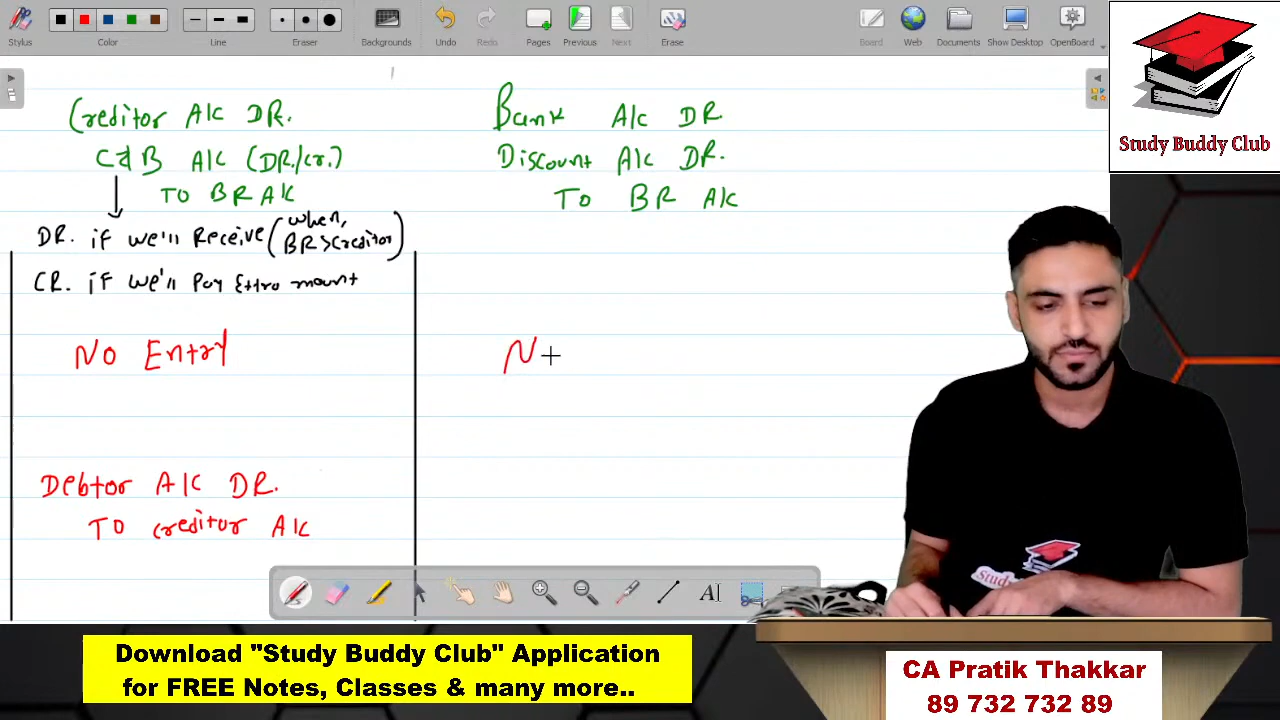 Stylus
Color
Line
Eraser
Backgrounds
Undo
Redo
Pages
Previous
Next
Erase
Board
Web
Documents
Show Desktop
OpenBoard
Study Buddy Club
Creditor A/C DR.
C&B A/C (DR./Cr.)
TO BR A/C
DR. if we'll Receive (when, BR > Creditor)
CR. if we'll Pay Extra mount
NO Entry
Debtor A/C DR.
TO Creditor A/C
Bank A/C DR.
Discount A/C DR.
TO BR A/C
N
Download "Study Buddy Club" Application
for FREE Notes, Classes & many more..
CA Pratik Thakkar
89 732 732 89